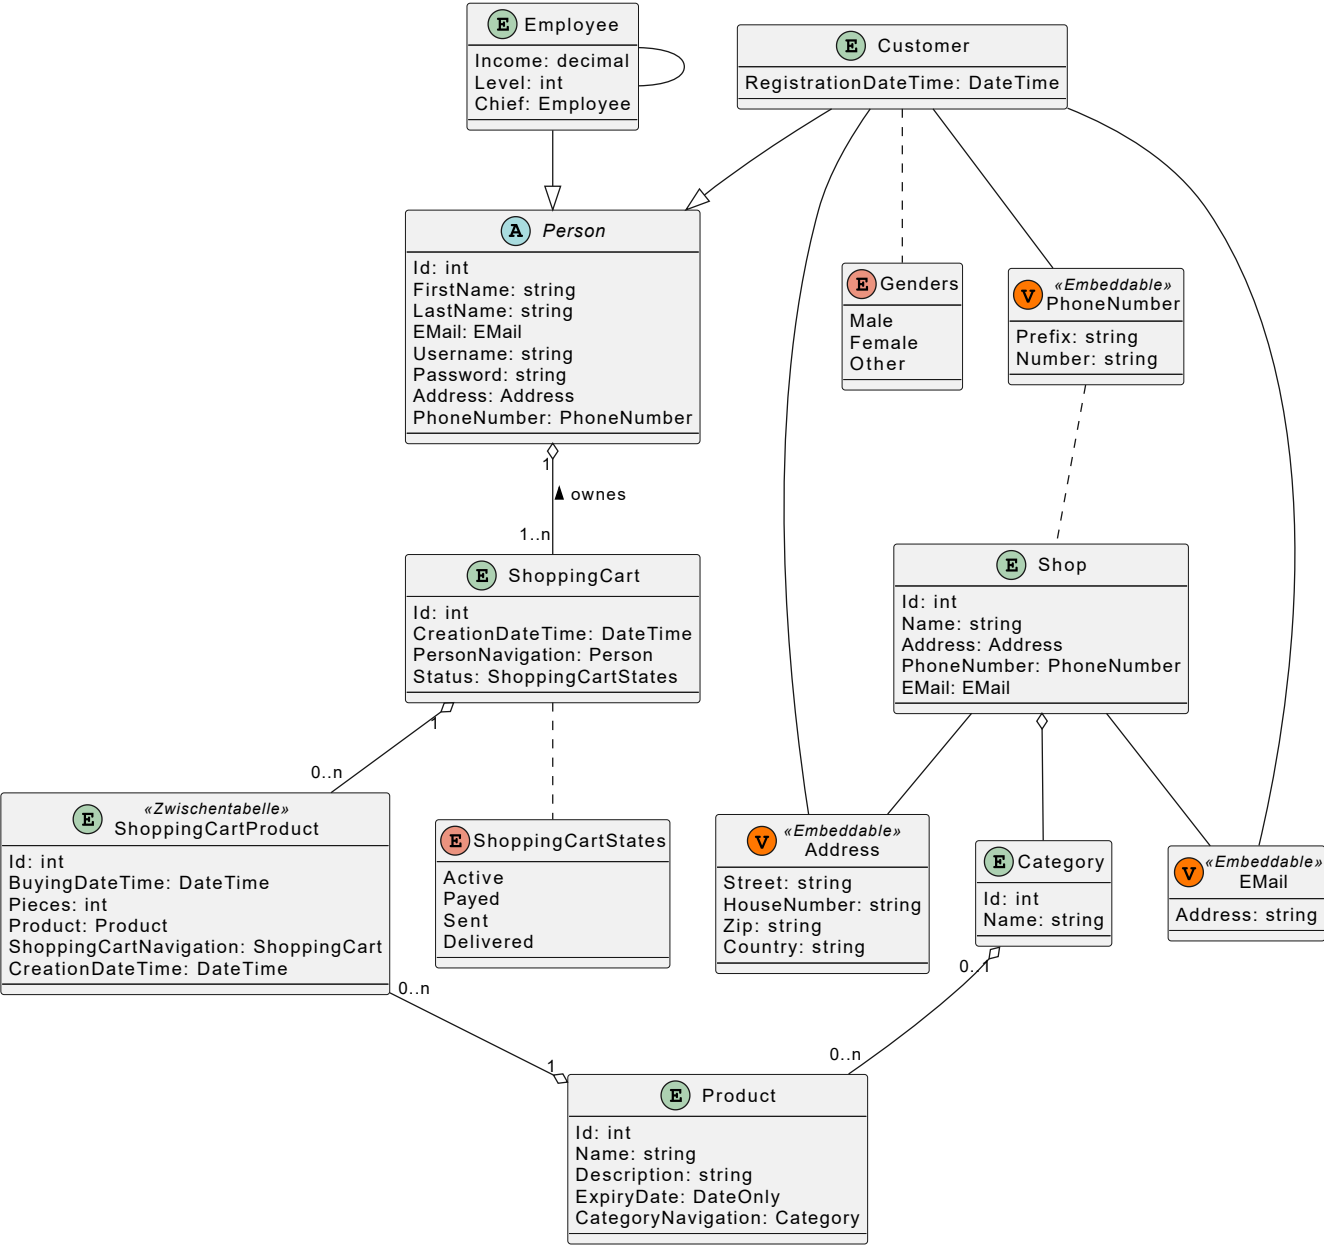 E Employee
Income: decimal
Level: int
Chief: Employee
E Customer
RegistrationDateTime: DateTime
A Person
Id: int
FirstName: string
LastName: string
EMail: EMail
Username: string
Password: string
Address: Address
PhoneNumber: PhoneNumber
E Genders
Male
Female
Other
V «Embeddable»
PhoneNumber
Prefix: string
Number: string
1
ownes
1..n
E ShoppingCart
Id: int
CreationDateTime: DateTime
PersonNavigation: Person
Status: ShoppingCartStates
E Shop
Id: int
Name: string
Address: Address
PhoneNumber: PhoneNumber
EMail: EMail
1
0..n
E «Zwischentabelle»
ShoppingCartProduct
Id: int
BuyingDateTime: DateTime
Pieces: int
Product: Product
ShoppingCartNavigation: ShoppingCart
CreationDateTime: DateTime
E ShoppingCartStates
Active
Payed
Sent
Delivered
V «Embeddable»
Address
Street: string
HouseNumber: string
Zip: string
Country: string
E Category
Id: int
Name: string
V «Embeddable»
EMail
Address: string
0..n
0..1
1
0..n
E Product
Id: int
Name: string
Description: string
ExpiryDate: DateOnly
CategoryNavigation: Category